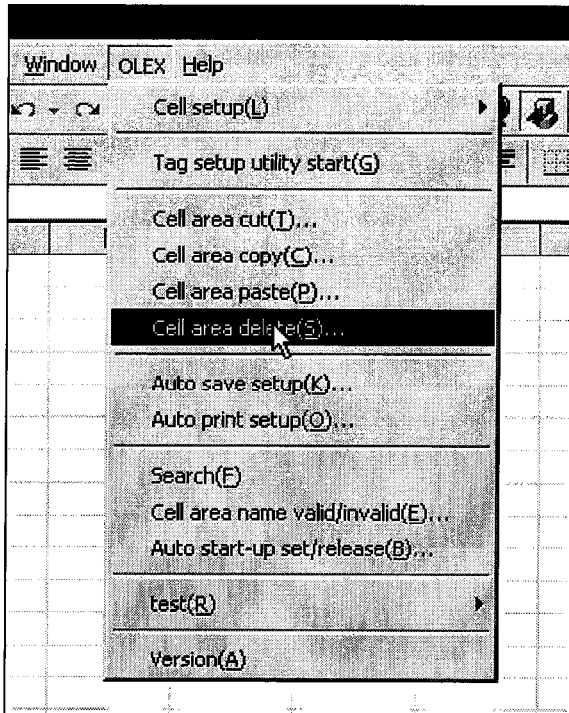 Window OLEX Help
Cell setup(L)
Tag setup utility start(G)
Cell area cut(T)...
Cell area copy(C)...
Cell area paste(P)...
Cell area delete(S)...
Auto save setup(K)...
Auto print setup(O)...
Search(F)
Cell area name valid/invalid(E)...
Auto start-up set/release(B)...
test(R)
Version(A)